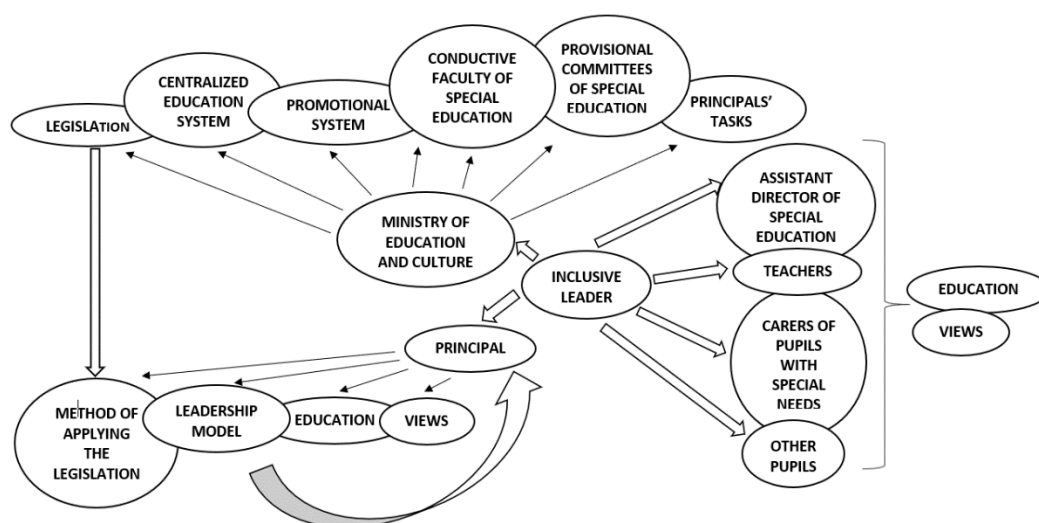 LEGISLATION
CENTRALIZED
EDUCATION
SYSTEM
PROMOTIONAL
SYSTEM
CONDUCTIVE
FACULTY OF
SPECIAL
EDUCATION
PROVISIONAL
COMMITTEES
OF SPECIAL
EDUCATION
PRINCIPALS'
TASKS
MINISTRY OF
EDUCATION
AND CULTURE
INCLUSIVE
LEADER
ASSISTANT
DIRECTOR OF
SPECIAL
EDUCATION
TEACHERS
CARERS OF
PUPILS
WITH
SPECIAL
NEEDS
OTHER
PUPILS
EDUCATION
VIEWS
PRINCIPAL
METHOD OF
APPLYING
THE
LEGISLATION
LEADERSHIP
MODEL
EDUCATION
VIEWS